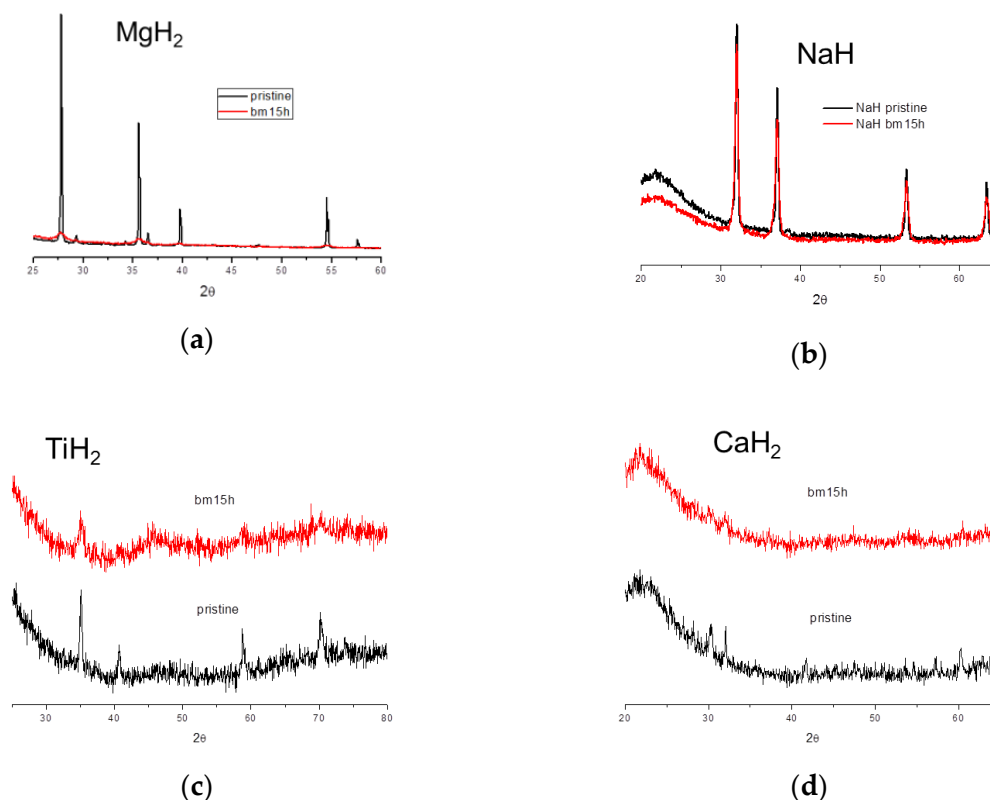 MgH₂
pristine
bm15h
25 30 35 40 45 50 55 60
2θ
(a)
NaH
NaH pristine
NaH bm15h
20 30 40 50 60
2θ
(b)
TiH₂
bm15h
pristine
30 40 50 60 70 80
2θ
(c)
CaH₂
bm15h
pristine
20 30 40 50 60
2θ
(d)